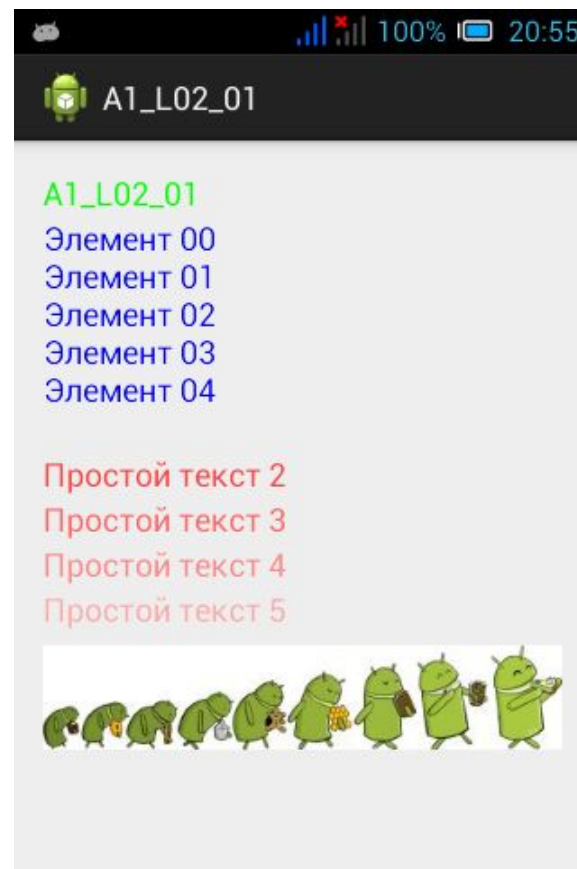 100% 20:55
A1_L02_01
A1_L02_01
Элемент 00
Элемент 01
Элемент 02
Элемент 03
Элемент 04
Простой текст 2
Простой текст 3
Простой текст 4
Простой текст 5